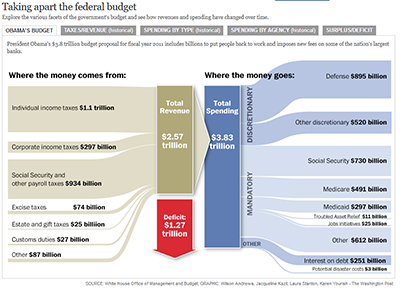 Taking apart the federal budget
Explore various facets of the government's budget and see how revenues and spending have changed over time.
OBAMA'S BUDGET TAXES/REVENUE (historical) SPENDING BY TYPE (historical) SPENDING BY AGENCY (historical) SURPLUS/DEFICIT
President Obama's $3.8 trillion budget proposal for fiscal year 2011 includes billions to put people back to work and imposes new fees on some of the nation's largest
banks.
Where the money comes from:
Individual income taxes $1.1 trillion
Corporate income taxes $297 billion
Social Security and
other payroll taxes $934 billion
Excise taxes $74 billion
Estate and gift taxes $25 billiion
Customs duties $27 billion
Other $87 billion
Total
Revenue
$2.57
trillion
Deficit:
$1.27
trillion
Where the money goes:
Total
Spending
$3.83
trillion
DISCRETIONARY
Defense $895 billion
Other discretionary $520 billion
MANDATORY
Social Security $730 billion
Medicare $491 billion
Medicaid $297 billion
Troubled Asset Relief $11 billion
Jobs initiatives $25 billion
Other $612 billion
OTHER
Interest on debt $251 billion
Potential disaster costs $3 billion
SOURCE: White House Office of Management and Budget; GRAPHIC: Wilson Andrews, Jacqueline Kazil, Laura Stanton, Karen Yourish - The Washington Post